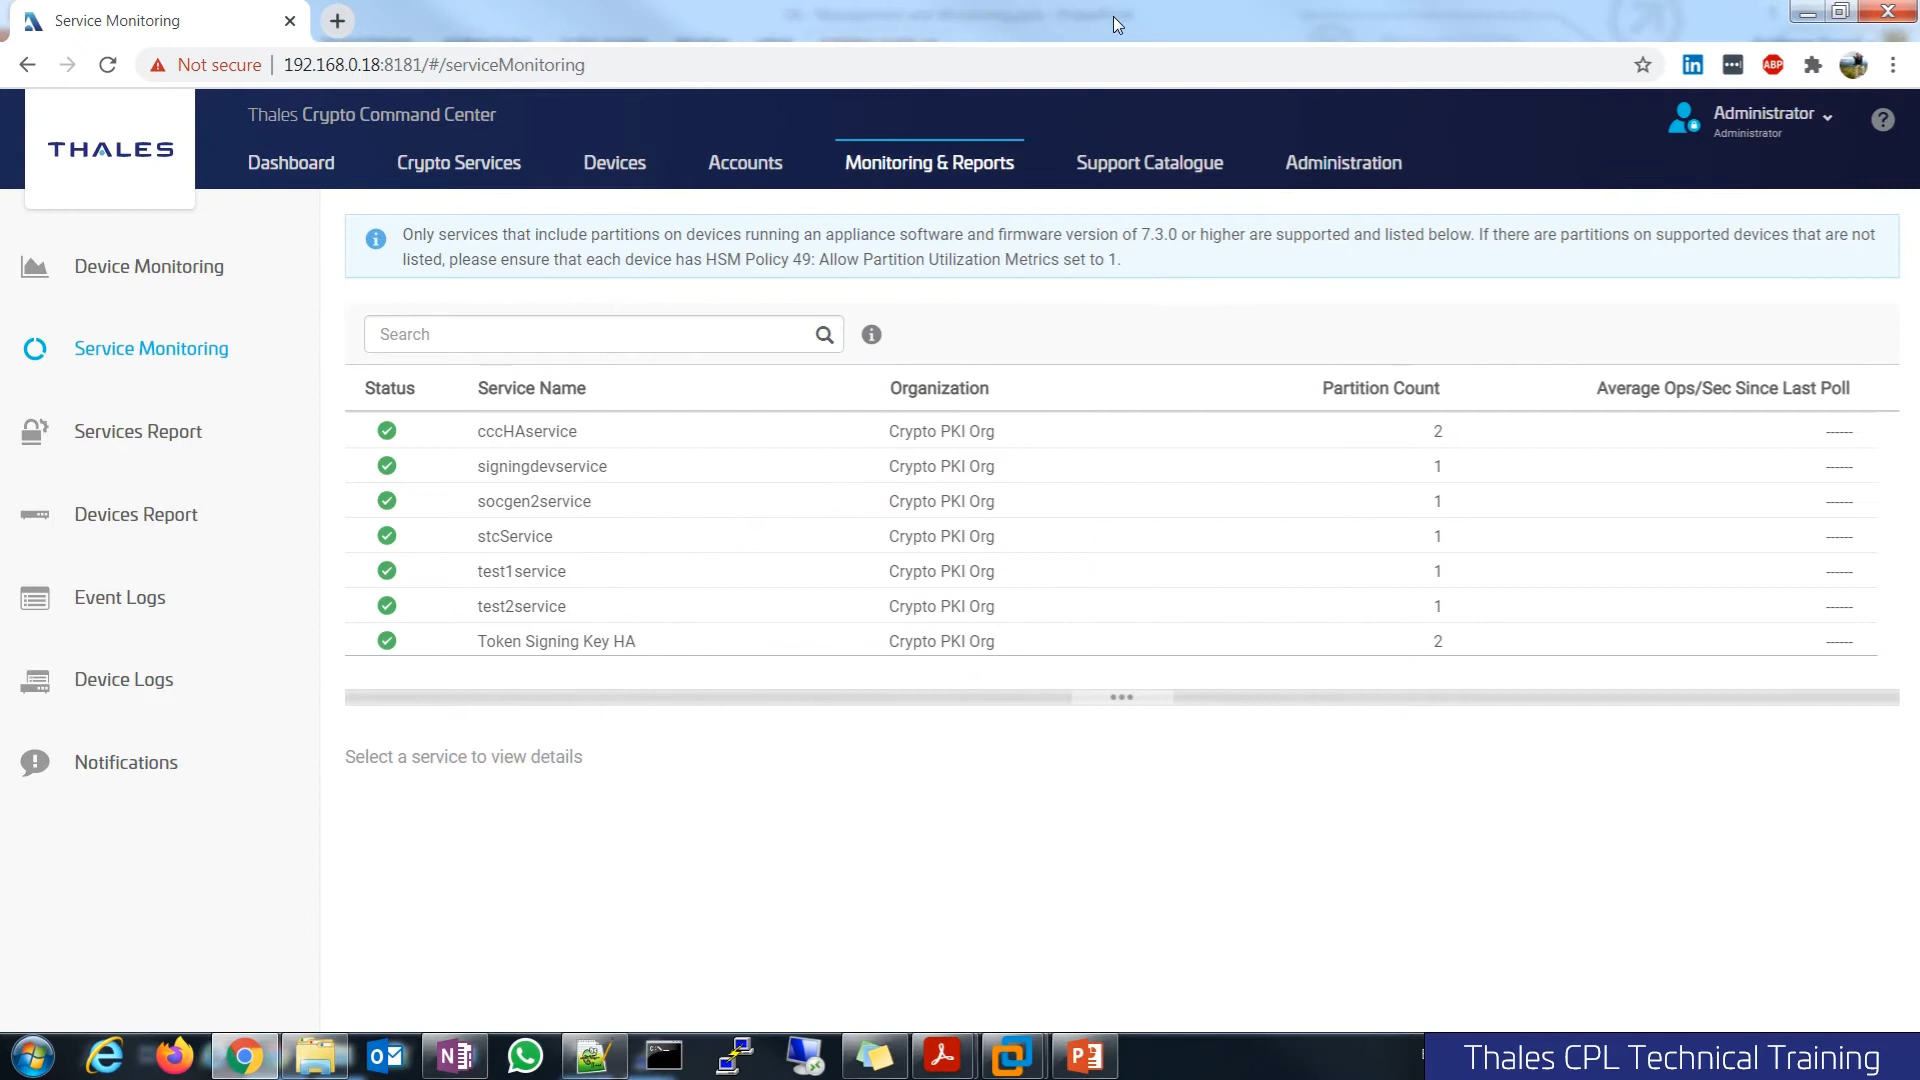 Service Monitoring
Not secure
192.168.0.18:8181/#/serviceMonitoring
ABP
THALES
Thales Crypto Command Center
Administrator
Administrator
Dashboard
Crypto Services
Devices
Accounts
Monitoring & Reports
Support Catalogue
Administration
Device Monitoring
Service Monitoring
Services Report
Devices Report
Event Logs
Device Logs
Notifications
Only services that include partitions on devices running an appliance software and firmware version of 7.3.0 or higher are supported and listed below. If there are partitions on supported devices that are not
listed, please ensure that each device has HSM Policy 49: Allow Partition Utilization Metrics set to 1.
Search
Status Service Name Organization Partition Count Average Ops/Sec Since Last Poll
cccHAservice Crypto PKI Org 2 ------
signingdevservice Crypto PKI Org 1 ------
socgen2service Crypto PKI Org 1 ------
stcService Crypto PKI Org 1 ------
test1service Crypto PKI Org 1 ------
test2service Crypto PKI Org 1 ------
Token Signing Key HA Crypto PKI Org 2 ------
Select a service to view details
Thales CPL Technical Training